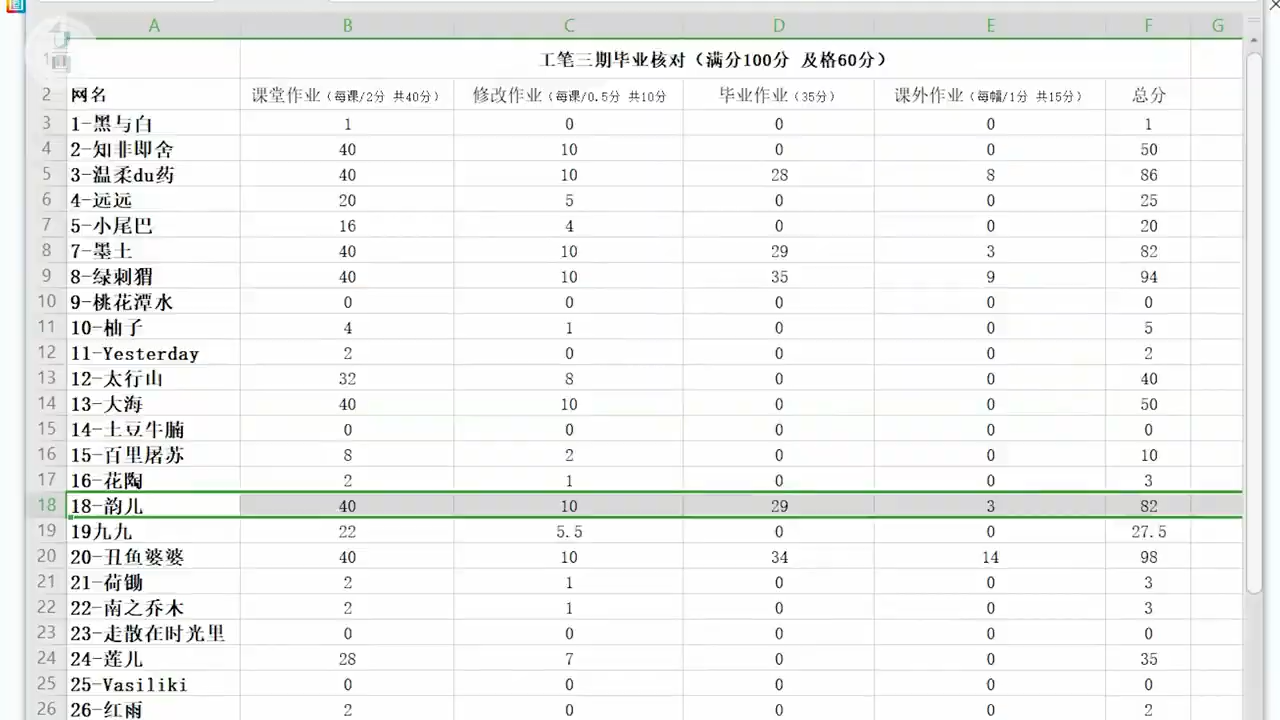 A B C D E F G
1 工笔三期毕业核对（满分100分 及格60分）
2 网名 课堂作业（每课/2分 共40分） 修改作业（每课/0.5分 共10分 毕业作业（35分） 课外作业（每幅/1分 共15分） 总分
3 1-黑与白 1 0 0 0 1
4 2-知非即舍 40 10 0 0 50
5 3-温柔du药 40 10 28 8 86
6 4-远远 20 5 0 0 25
7 5-小尾巴 16 4 0 0 20
8 7-墨土 40 10 29 3 82
9 8-绿刺猬 40 10 35 9 94
10 9-桃花潭水 0 0 0 0 0
11 10-柚子 4 1 0 0 5
12 11-Yesterday 2 0 0 0 2
13 12-太行山 32 8 0 0 40
14 13-大海 40 10 0 0 50
15 14-土豆牛腩 0 0 0 0 0
16 15-百里屠苏 8 2 0 0 10
17 16-花陶 2 1 0 0 3
18 18-韵儿 40 10 29 3 82
19 19九九 22 5.5 0 0 27.5
20 20-丑鱼婆婆 40 10 34 14 98
21 21-荷锄 2 1 0 0 3
22 22-南之乔木 2 1 0 0 3
23 23-走散在时光里 0 0 0 0 0
24 24-莲儿 28 7 0 0 35
25 25-Vasiliki 0 0 0 0 0
26 26-红雨 2 0 0 0 2